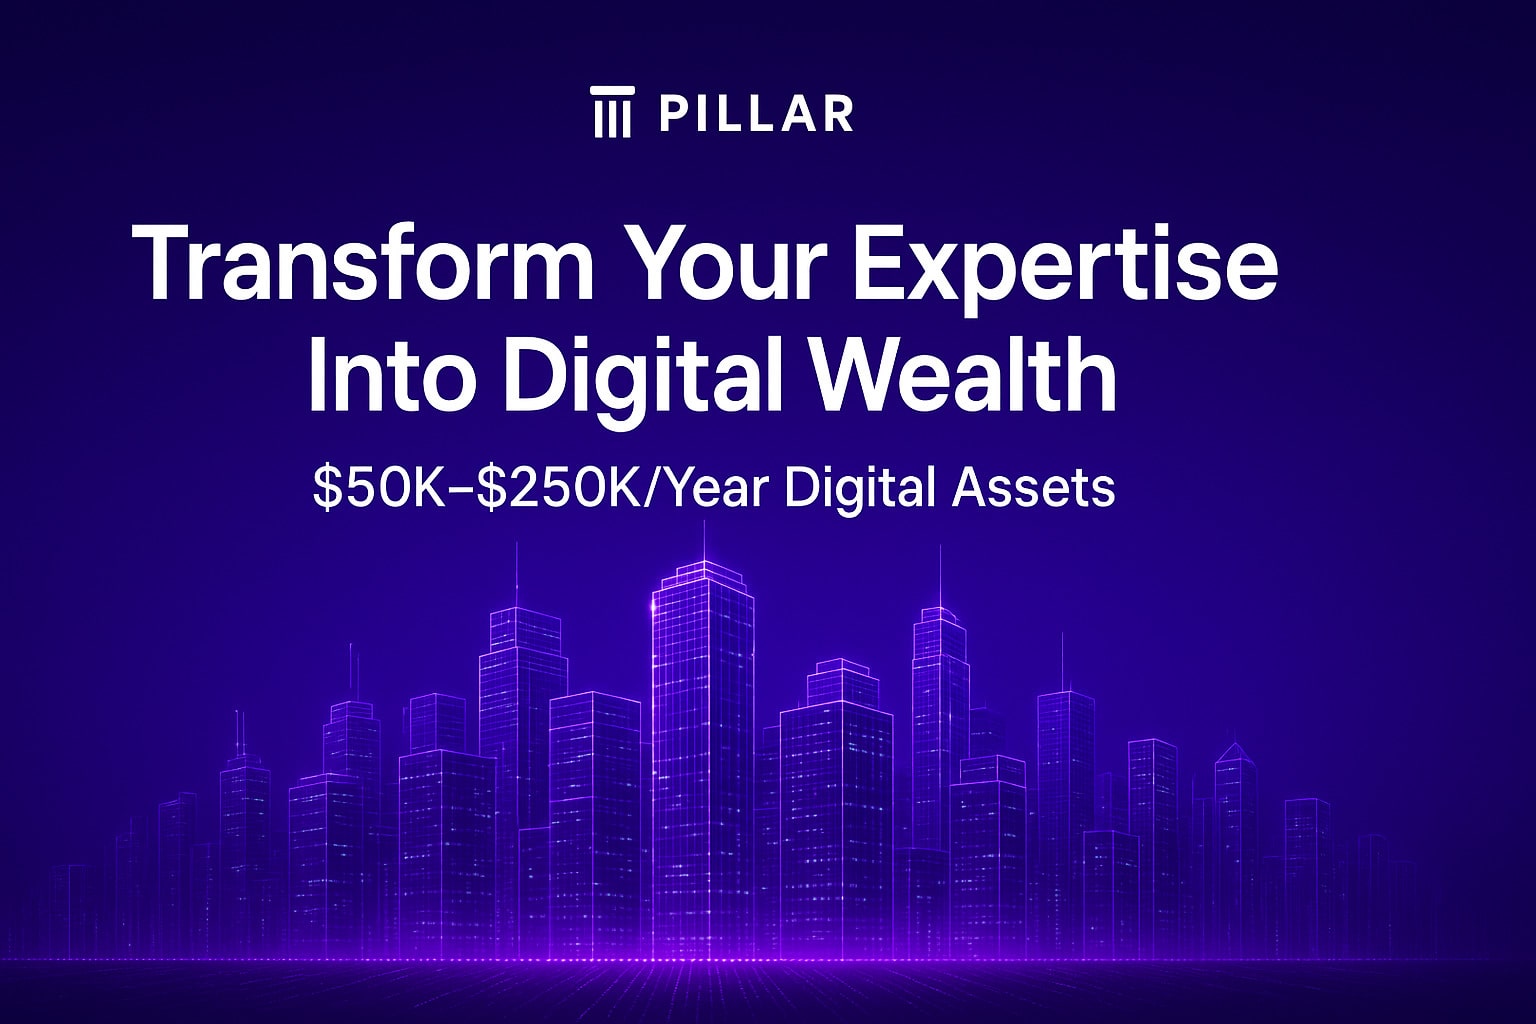 PILLAR
Transform Your Expertise
Into Digital Wealth
$50K–$250K/Year Digital Assets